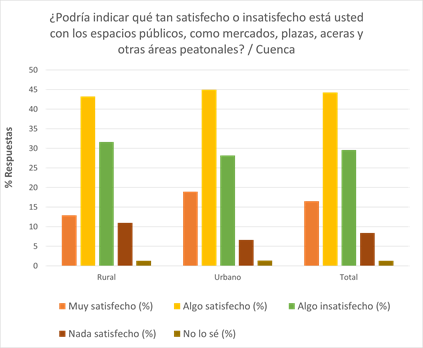 ¿Podría indicar qué tan satisfecho o insatisfecho está usted
con los espacios públicos, como mercados, plazas, aceras y
otras áreas peatonales? / Cuenca
50
45
40
35
30
25
20
15
10
5
0
% Respuestas
Rural
Urbano
Total
Muy satisfecho (%)
Algo satisfecho (%)
Algo insatisfecho (%)
Nada satisfecho (%)
No lo sé (%)